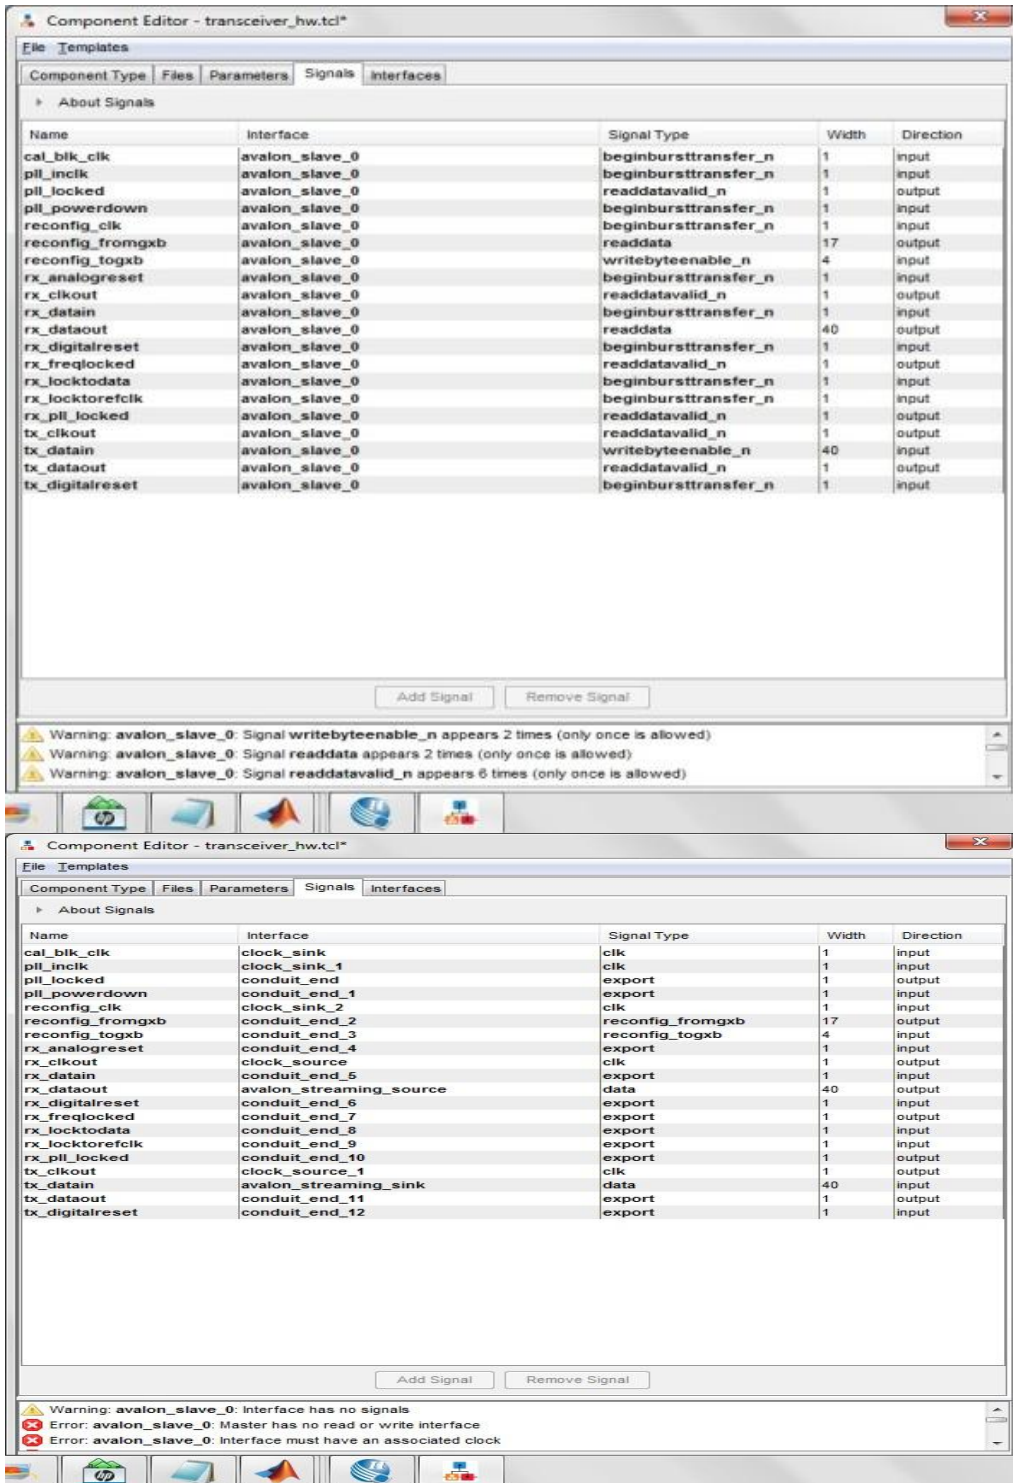 Component Editor - transceiver_hw.tcl*
File Templates
Component Type Files Parameters Signals Interfaces
About Signals
Name Interface Signal Type Width Direction
cal_blk_clk avalon_slave_0 beginbursttransfer_n 1 input
pll_inclk avalon_slave_0 beginbursttransfer_n 1 input
pll_locked avalon_slave_0 readdatavalid_n 1 output
pll_powerdown avalon_slave_0 beginbursttransfer_n 1 input
reconfig_clk avalon_slave_0 beginbursttransfer_n 1 input
reconfig_fromgxb avalon_slave_0 readdata 17 output
reconfig_togxb avalon_slave_0 writebyteenable_n 4 input
rx_analogreset avalon_slave_0 beginbursttransfer_n 1 input
rx_clkout avalon_slave_0 readdatavalid_n 1 output
rx_datain avalon_slave_0 beginbursttransfer_n 1 input
rx_dataout avalon_slave_0 readdata 40 output
rx_digitalreset avalon_slave_0 beginbursttransfer_n 1 input
rx_freqlocked avalon_slave_0 readdatavalid_n 1 output
rx_locktodata avalon_slave_0 beginbursttransfer_n 1 input
rx_locktorefclk avalon_slave_0 beginbursttransfer_n 1 input
rx_pll_locked avalon_slave_0 readdatavalid_n 1 output
tx_clkout avalon_slave_0 readdatavalid_n 1 output
tx_datain avalon_slave_0 writebyteenable_n 40 input
tx_dataout avalon_slave_0 readdatavalid_n 1 output
tx_digitalreset avalon_slave_0 beginbursttransfer_n 1 input
Add Signal Remove Signal
Warning: avalon_slave_0: Signal writebyteenable_n appears 2 times (only once is allowed)
Warning: avalon_slave_0: Signal readdata appears 2 times (only once is allowed)
Warning: avalon_slave_0: Signal readdatavalid_n appears 6 times (only once is allowed)
hp
Component Editor - transceiver_hw.tcl*
File Templates
Component Type Files Parameters Signals Interfaces
About Signals
Name Interface Signal Type Width Direction
cal_blk_clk clock_sink clk 1 input
pll_inclk clock_sink_1 clk 1 input
pll_locked conduit_end export 1 output
pll_powerdown conduit_end_1 export 1 input
reconfig_clk clock_sink_2 clk 1 input
reconfig_fromgxb conduit_end_2 reconfig_fromgxb 17 output
reconfig_togxb conduit_end_3 reconfig_togxb 4 input
rx_analogreset conduit_end_4 export 1 input
rx_clkout clock_source clk 1 output
rx_datain conduit_end_5 export 1 input
rx_dataout avalon_streaming_source data 40 output
rx_digitalreset conduit_end_6 export 1 input
rx_freqlocked conduit_end_7 export 1 output
rx_locktodata conduit_end_8 export 1 input
rx_locktorefclk conduit_end_9 export 1 input
rx_pll_locked conduit_end_10 export 1 output
tx_clkout clock_source_1 clk 1 output
tx_datain avalon_streaming_sink data 40 input
tx_dataout conduit_end_11 export 1 output
tx_digitalreset conduit_end_12 export 1 input
Add Signal Remove Signal
Warning: avalon_slave_0: Interface has no signals
Error: avalon_slave_0: Master has no read or write interface
Error: avalon_slave_0: Interface must have an associated clock
hp